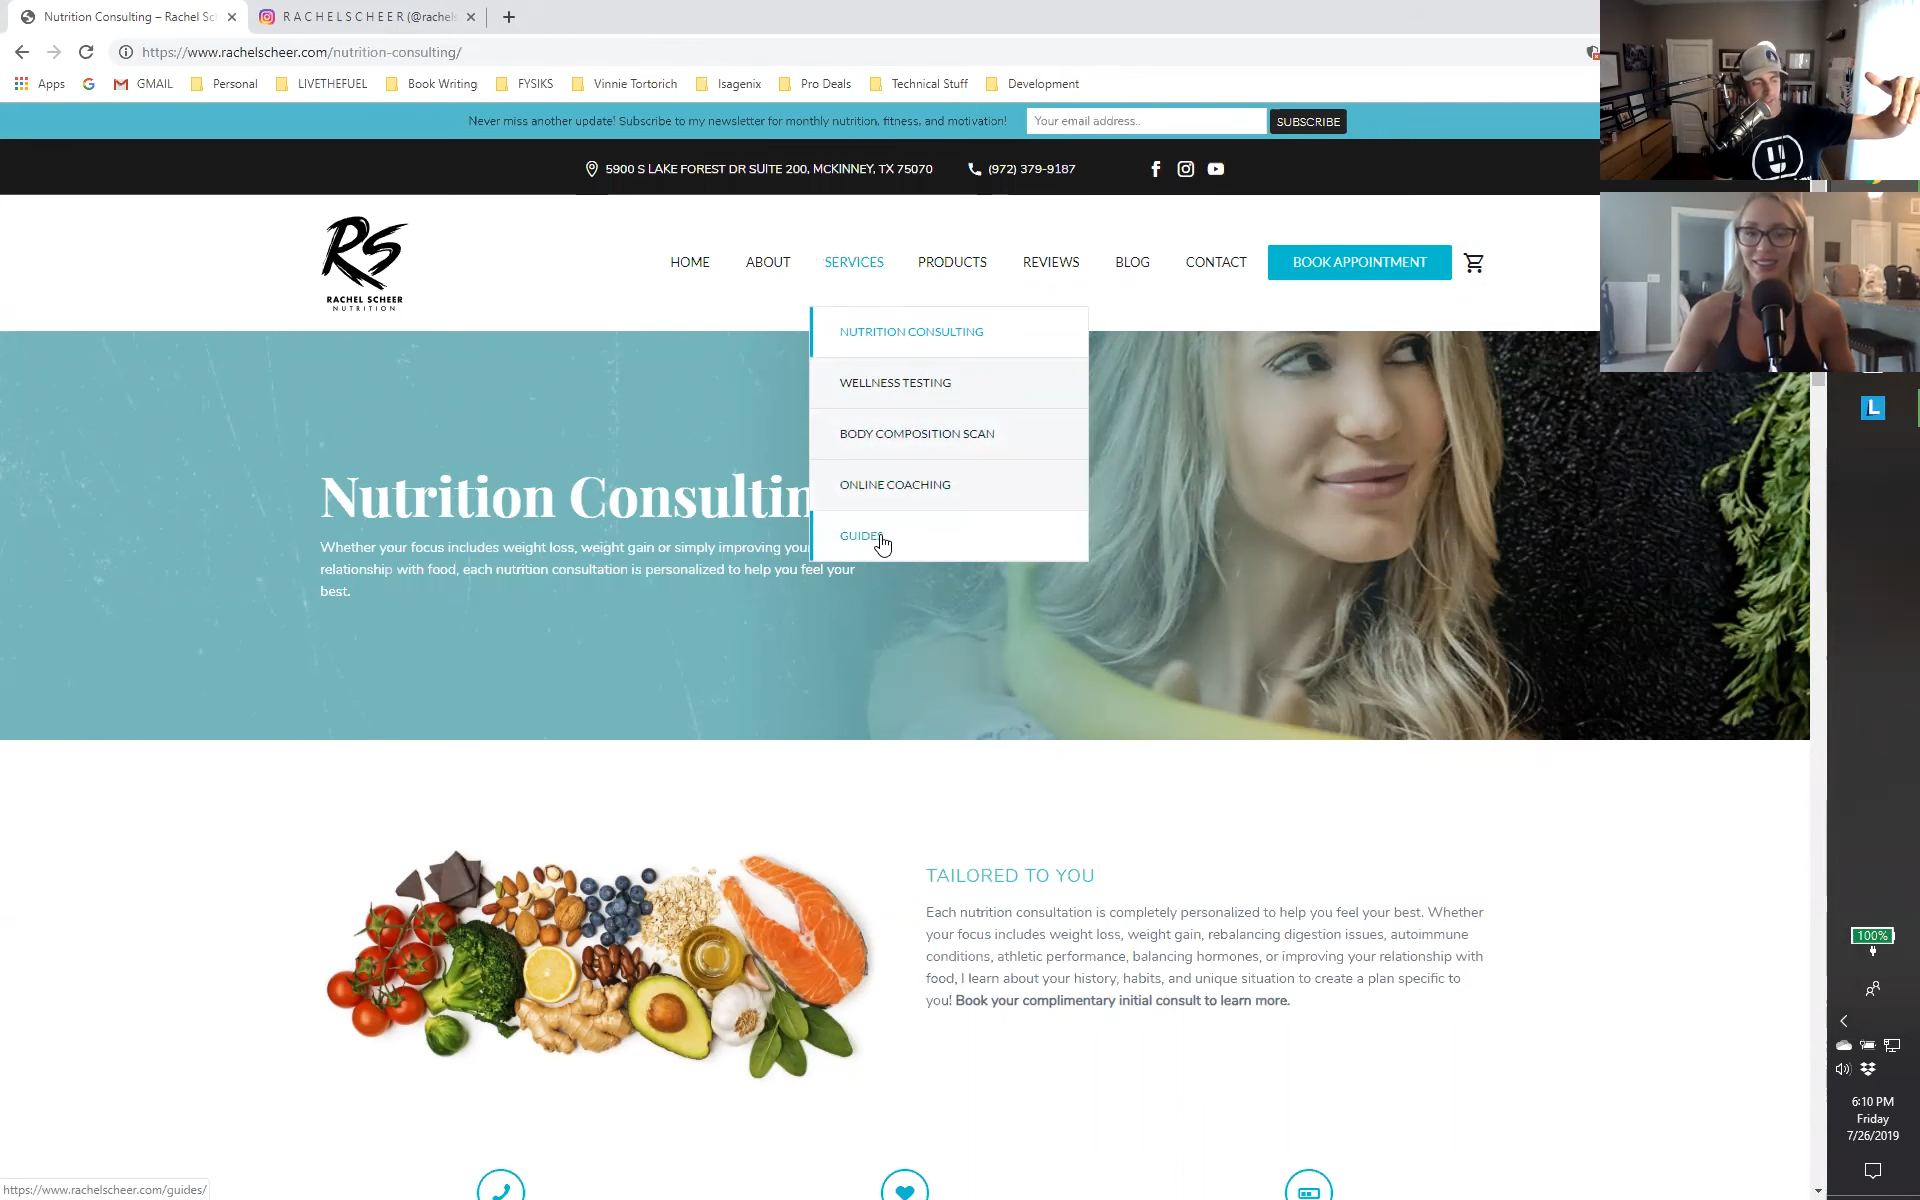 Nutrition Consulting – Rachel Sc
R A C H E L S C H E E R (@rachels
https://www.rachelscheer.com/nutrition-consulting/
Apps
GMAIL
Personal
LIVETHEFUEL
Book Writing
FYSIKS
Vinnie Tortorich
Isagenix
Pro Deals
Technical Stuff
Development
Never miss another update! Subscribe to my newsletter for monthly nutrition, fitness, and motivation!
Your email address..
SUBSCRIBE
5900 S LAKE FOREST DR SUITE 200, MCKINNEY, TX 75070
(972) 379-9187
RS
RACHEL SCHEER
NUTRITION
HOME
ABOUT
SERVICES
PRODUCTS
REVIEWS
BLOG
CONTACT
BOOK APPOINTMENT
NUTRITION CONSULTING
WELLNESS TESTING
BODY COMPOSITION SCAN
ONLINE COACHING
GUIDES
Nutrition Consultin
Whether your focus includes weight loss, weight gain or simply improving your
relationship with food, each nutrition consultation is personalized to help you feel your
best.
TAILORED TO YOU
Each nutrition consultation is completely personalized to help you feel your best. Whether
your focus includes weight loss, weight gain, rebalancing digestion issues, autoimmune
conditions, athletic performance, balancing hormones, or improving your relationship with
food, I learn about your history, habits, and unique situation to create a plan specific to
you! Book your complimentary initial consult to learn more.
L
100%
6:10 PM
Friday
7/26/2019
https://www.rachelscheer.com/guides/